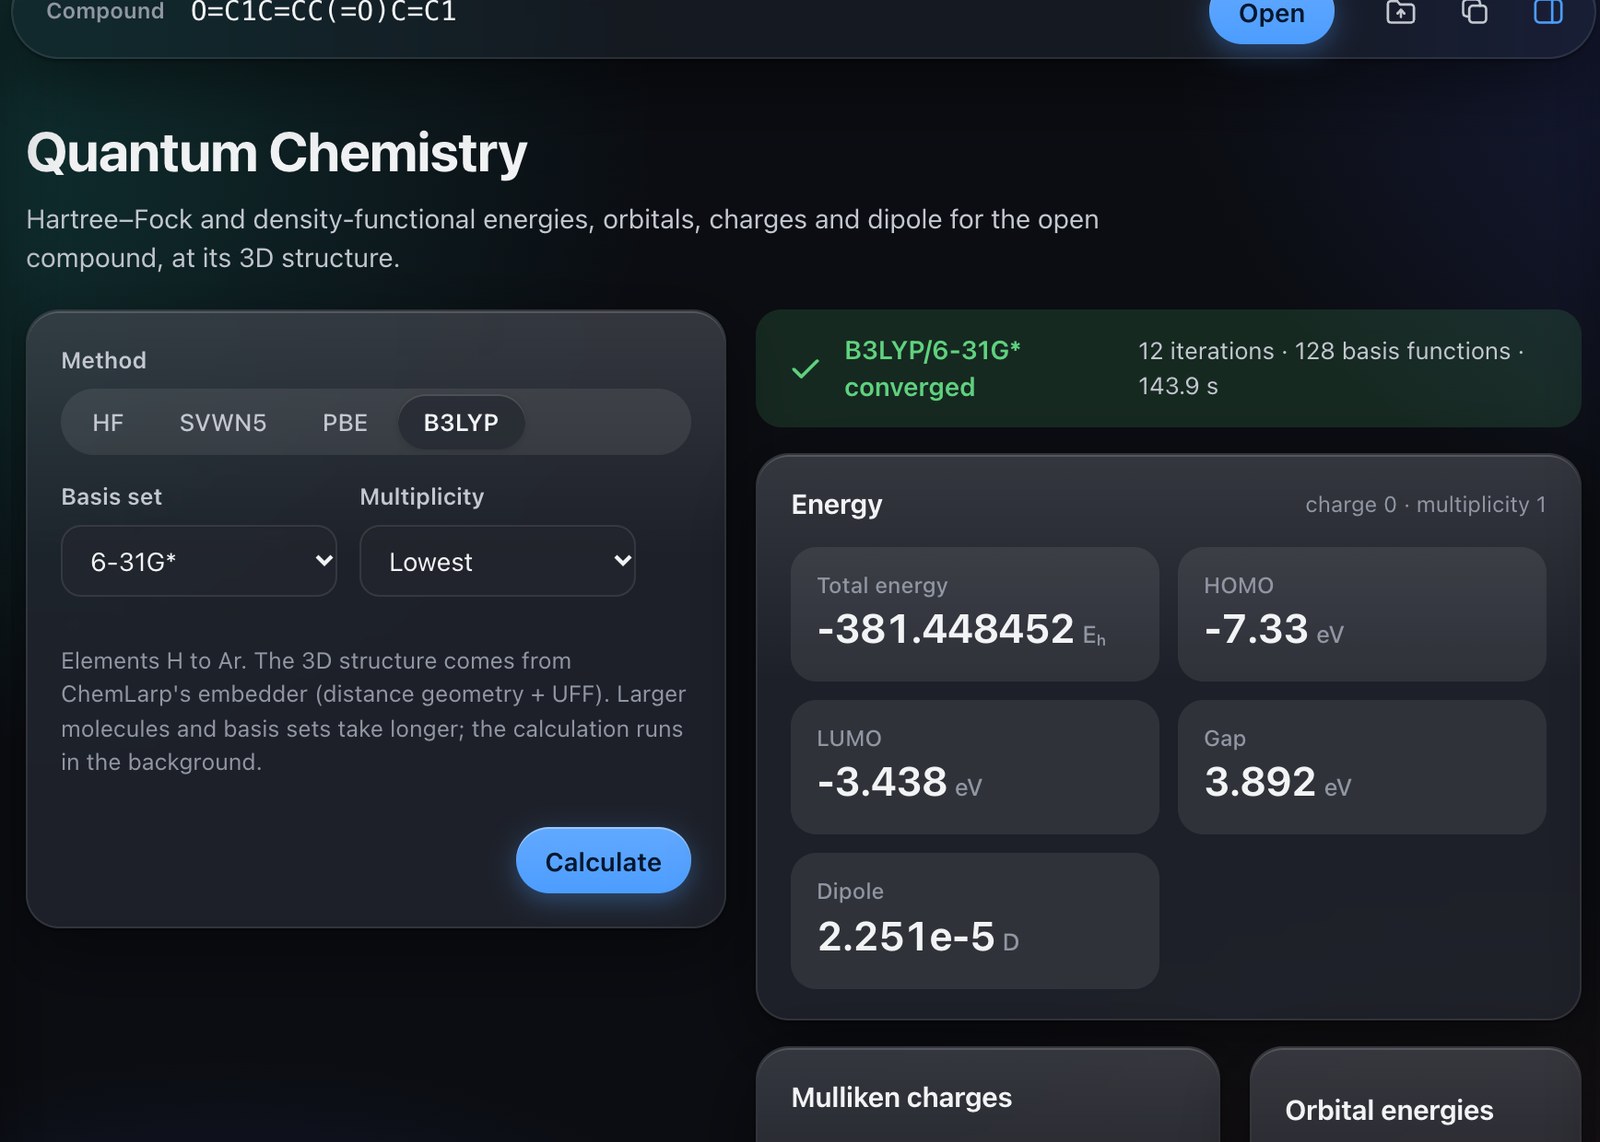 Compound O=C1C=CC(=O)C=C1
Open
Quantum Chemistry
Hartree–Fock and density-functional energies, orbitals, charges and dipole for the open
compound, at its 3D structure.
Method
HF SVWN5 PBE B3LYP
Basis set Multiplicity
6-31G* Lowest
Elements H to Ar. The 3D structure comes from
ChemLarp's embedder (distance geometry + UFF). Larger
molecules and basis sets take longer; the calculation runs
in the background.
Calculate
B3LYP/6-31G*
converged
12 iterations · 128 basis functions ·
143.9 s
Energy charge 0 · multiplicity 1
Total energy
-381.448452 Eh
HOMO
-7.33 eV
LUMO
-3.438 eV
Gap
3.892 eV
Dipole
2.251e-5 D
Mulliken charges
Orbital energies